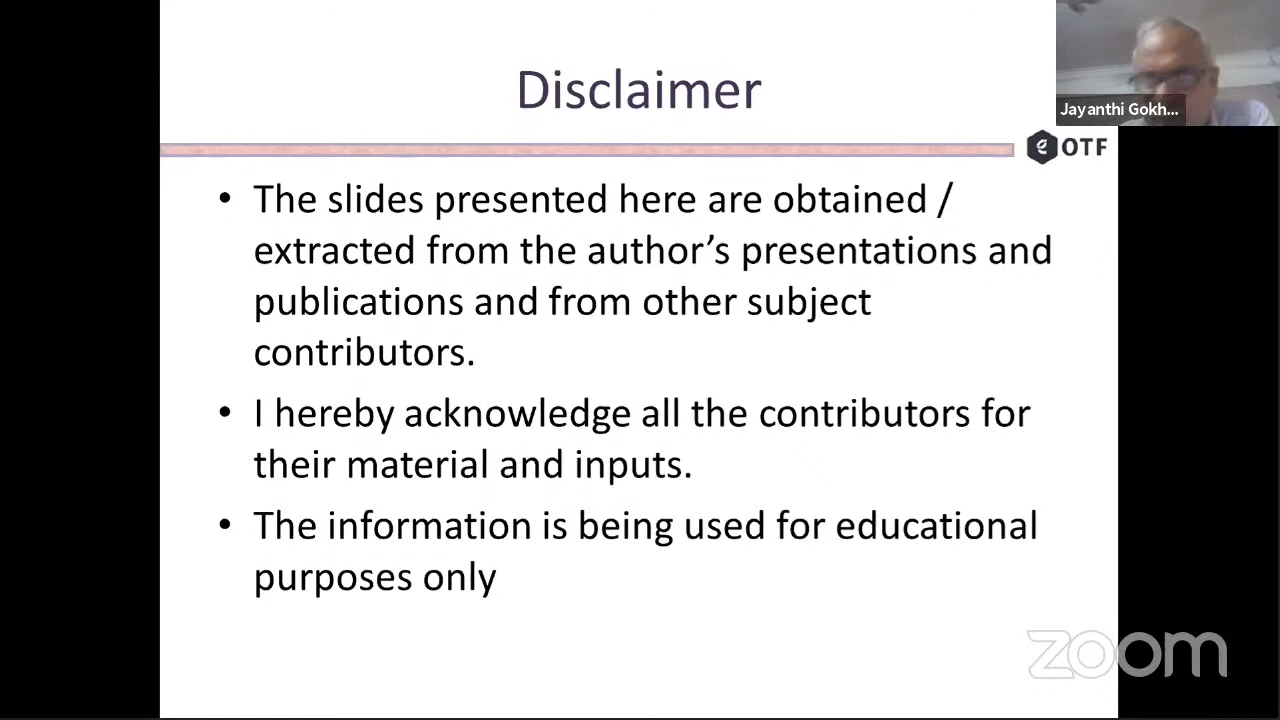 Disclaimer
Jayanthi Gokh...
OTF
• The slides presented here are obtained /
extracted from the author’s presentations and
publications and from other subject
contributors.
• I hereby acknowledge all the contributors for
their material and inputs.
• The information is being used for educational
purposes only
zoom